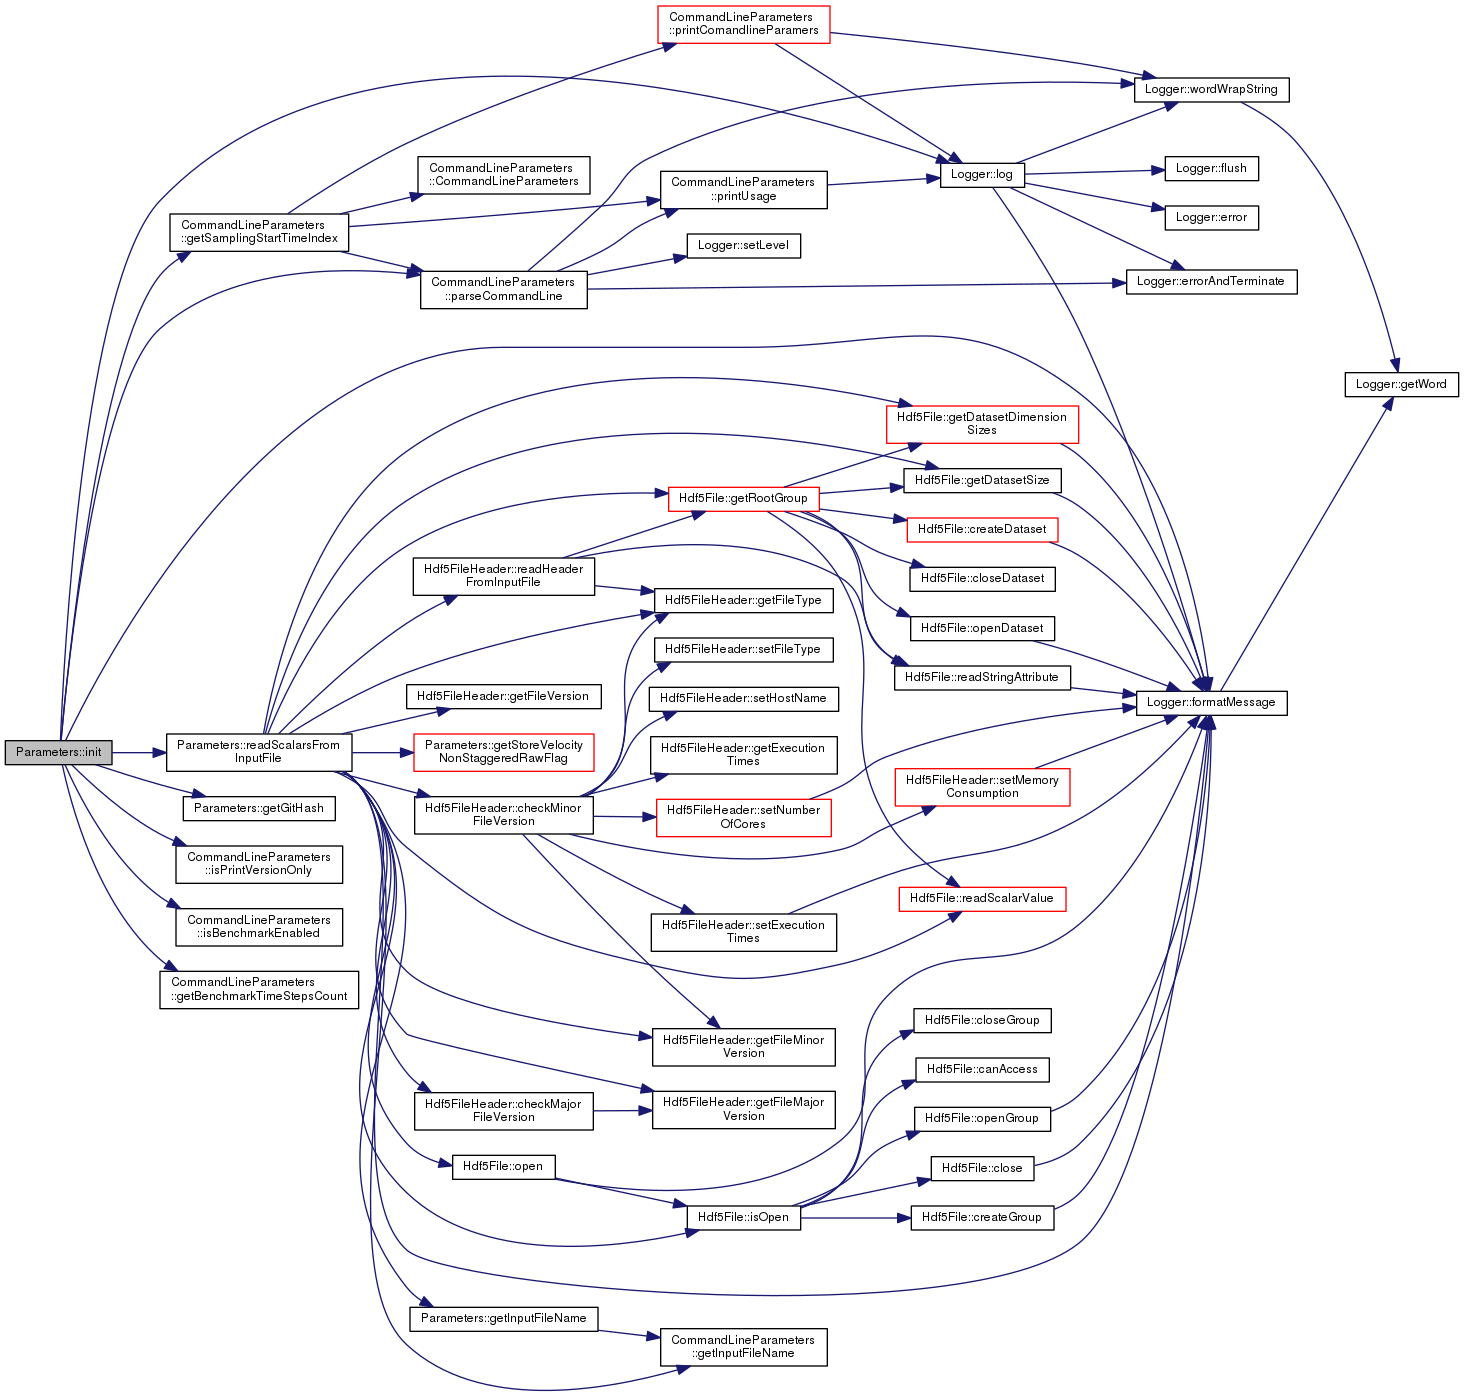 CommandLineParameters
::printComandlineParamers
Logger::wordWrapString
CommandLineParameters
::CommandLineParameters
Logger::log
Logger::flush
CommandLineParameters
::printUsage
Logger::error
CommandLineParameters
::getSamplingStartTimeIndex
Logger::setLevel
CommandLineParameters
::parseCommandLine
Logger::errorAndTerminate
Logger::getWord
Hdf5File::getDatasetDimension
Sizes
Hdf5File::getDatasetSize
Hdf5File::getRootGroup
Hdf5File::createDataset
Hdf5FileHeader::readHeader
FromInputFile
Hdf5File::closeDataset
Hdf5FileHeader::getFileType
Hdf5File::openDataset
Hdf5FileHeader::setFileType
Hdf5File::readStringAttribute
Hdf5FileHeader::getFileVersion
Hdf5FileHeader::setHostName
Logger::formatMessage
Parameters::init
Parameters::readScalarsFrom
InputFile
Parameters::getStoreVelocity
NonStaggeredRawFlag
Hdf5FileHeader::getExecution
Times
Hdf5FileHeader::setMemory
Consumption
Parameters::getGitHash
Hdf5FileHeader::checkMinor
FileVersion
Hdf5FileHeader::setNumber
OfCores
CommandLineParameters
::isPrintVersionOnly
Hdf5File::readScalarValue
CommandLineParameters
::isBenchmarkEnabled
Hdf5FileHeader::setExecution
Times
CommandLineParameters
::getBenchmarkTimeStepsCount
Hdf5File::closeGroup
Hdf5FileHeader::getFileMinor
Version
Hdf5File::canAccess
Hdf5FileHeader::checkMajor
FileVersion
Hdf5FileHeader::getFileMajor
Version
Hdf5File::openGroup
Hdf5File::open
Hdf5File::close
Hdf5File::isOpen
Hdf5File::createGroup
Parameters::getInputFileName
CommandLineParameters
::getInputFileName